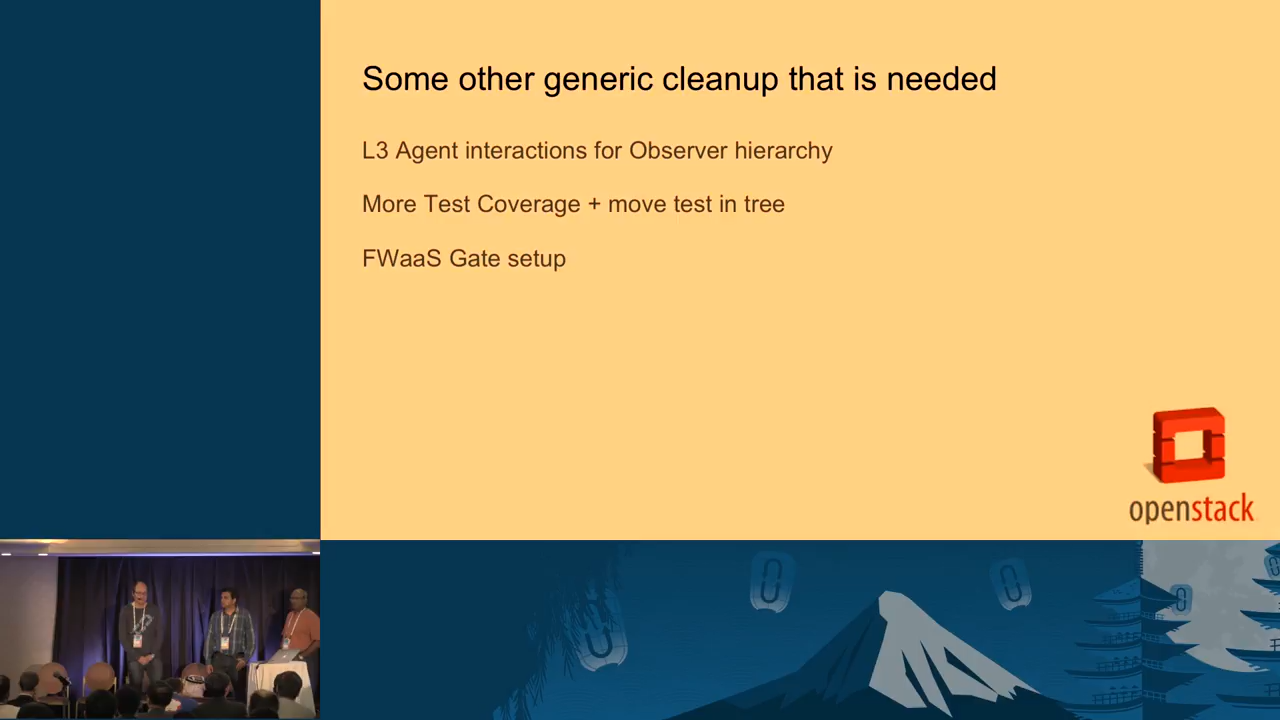 Some other generic cleanup that is needed
L3 Agent interactions for Observer hierarchy
More Test Coverage + move test in tree
FWaaS Gate setup
openstack